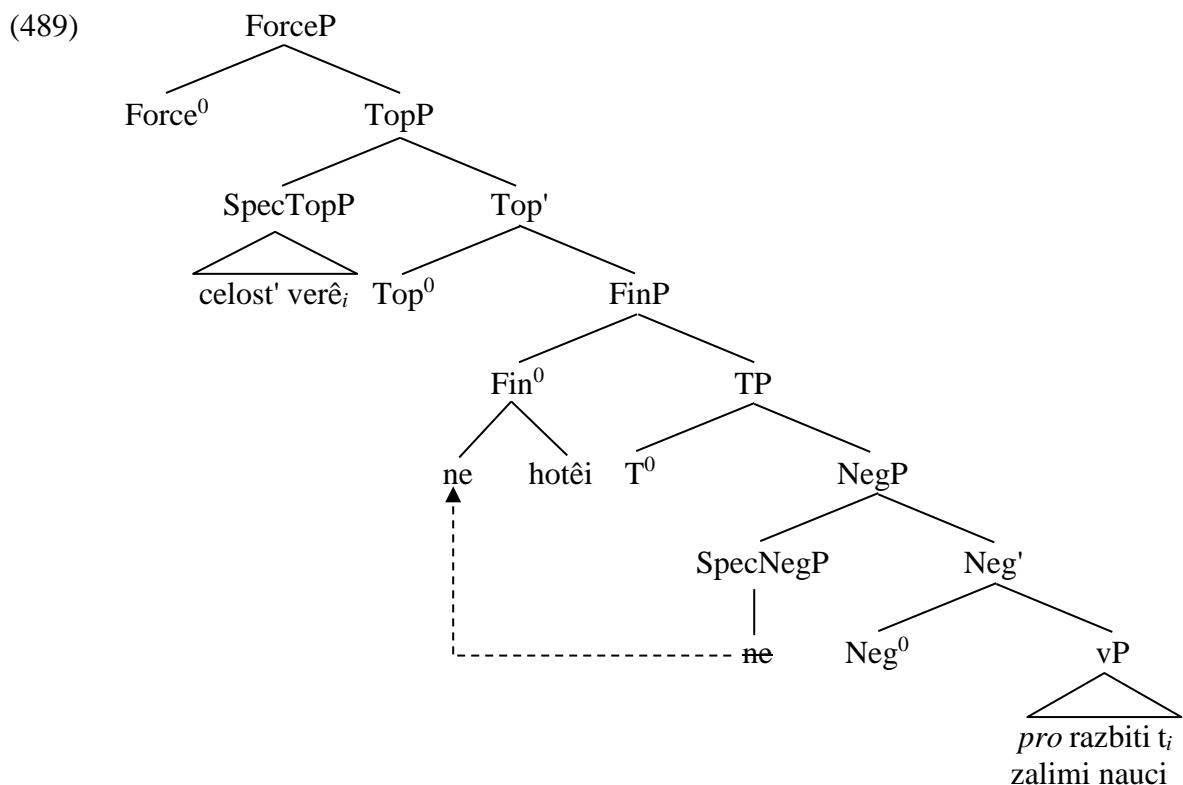 (489) ForceP
Force⁰ TopP
SpecTopP Top'
celost' verêᵢ Top⁰ FinP
Fin⁰ TP
ne hotêi T⁰ NegP
SpecNegP Neg'
ne Neg⁰ vP
pro razbiti tᵢ
zalimi nauci